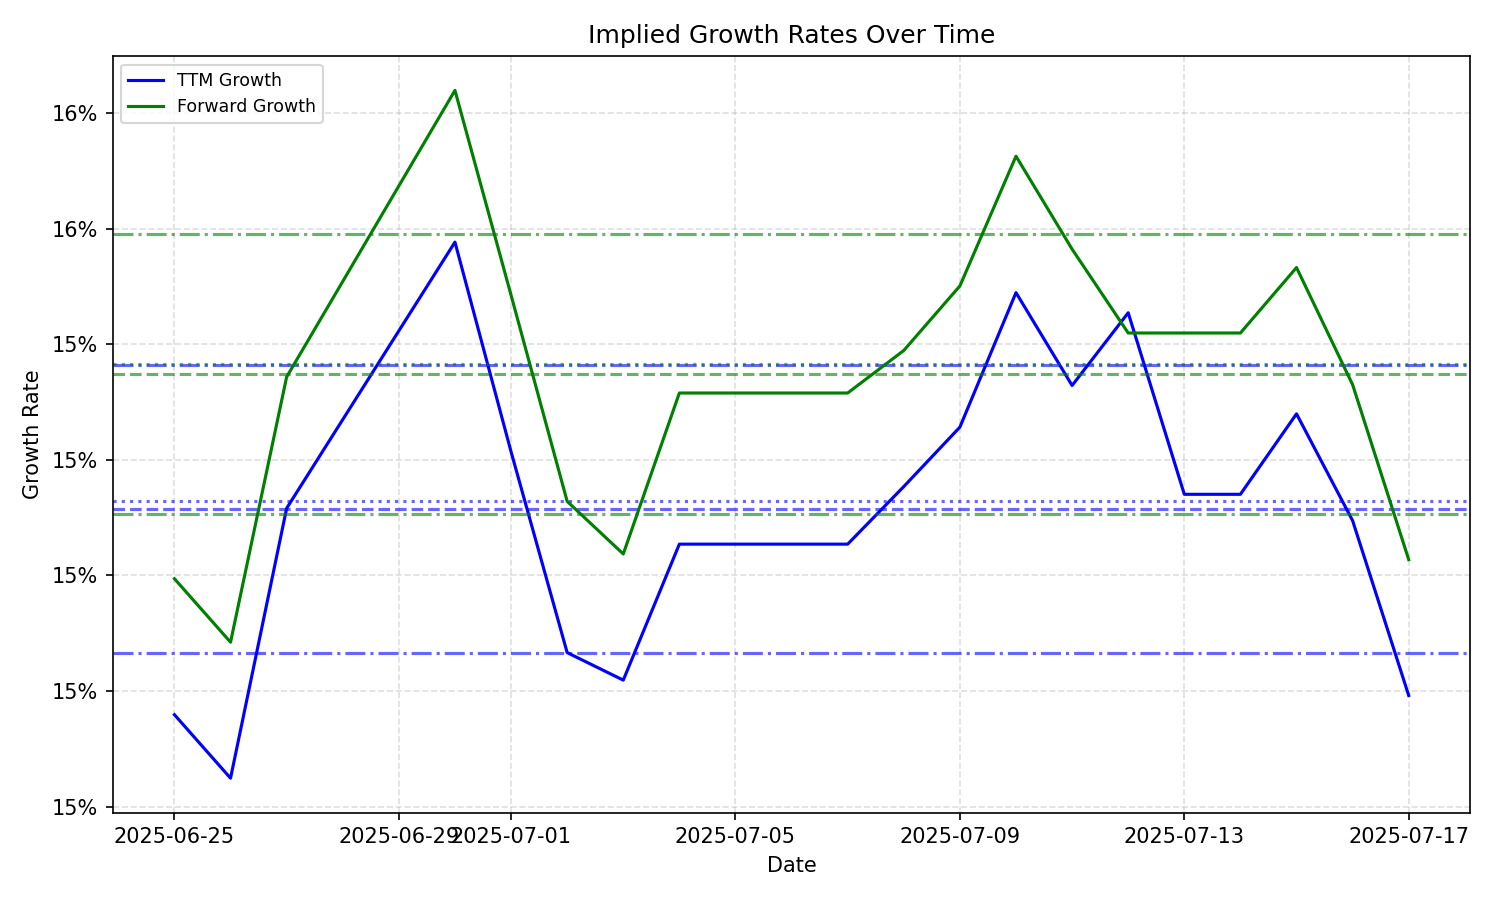 Implied Growth Rates Over Time
TTM Growth
Forward Growth
16%
16%
15%
15%
15%
15%
15%
Growth Rate
2025-06-25
2025-06-29
2025-07-01
2025-07-05
2025-07-09
2025-07-13
2025-07-17
Date